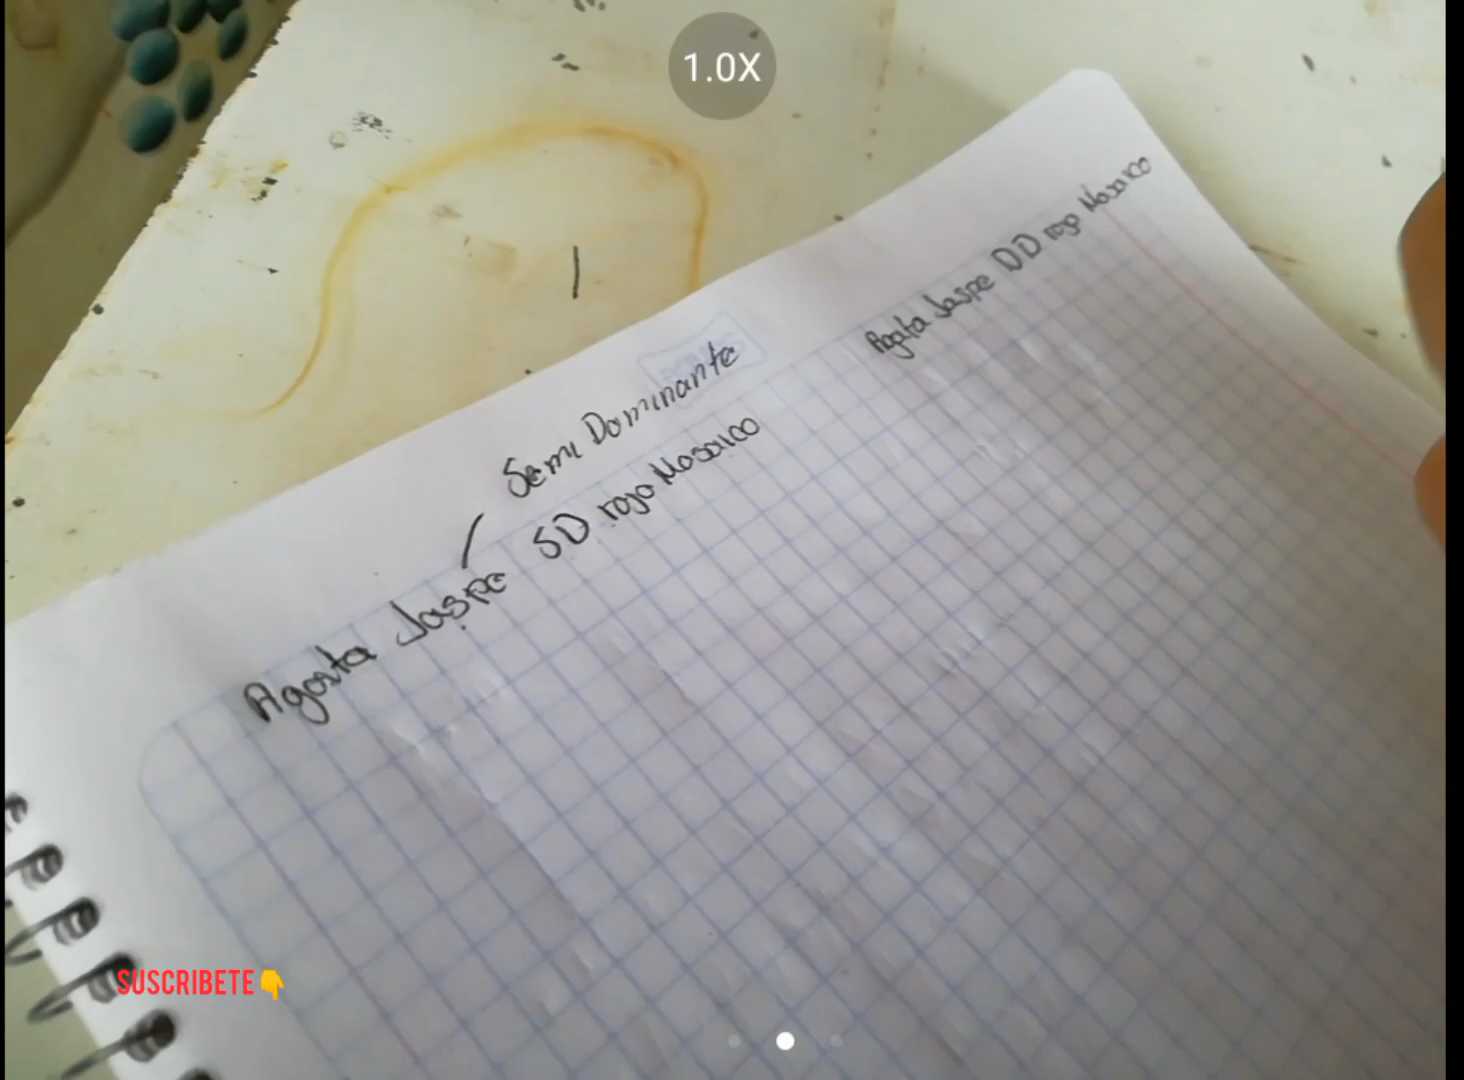 1.0X
Semi Dominante
Agata Jaspe SD rojo Mosaico
Agata Jaspe DD rojo Mosaico
SUSCRIBETE👇